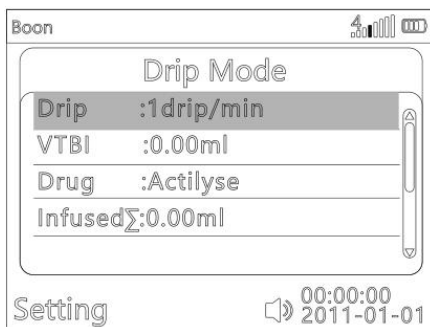 Boon 4
Drip Mode
Drip :1drip/min
VTBI :0.00ml
Drug :Actilyse
Infused∑:0.00ml
Setting 00:00:00
2011-01-01